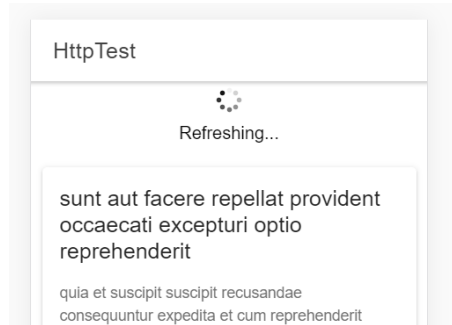 HttpTest
Refreshing...
sunt aut facere repellat provident
occaecati excepturi optio
reprehenderit
quia et suscipit suscipit recusandae
consequuntur expedita et cum reprehenderit